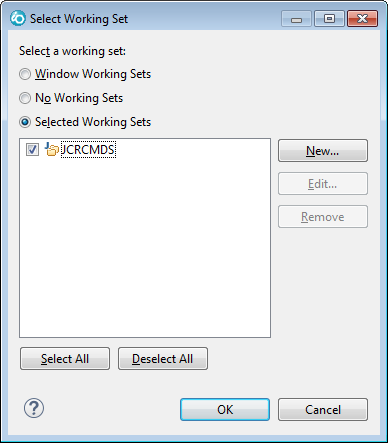 Select Working Set
Select a working set:
Window Working Sets
No Working Sets
Selected Working Sets
JCRCMDS
New...
Edit...
Remove
Select All
Deselect All
?
OK
Cancel